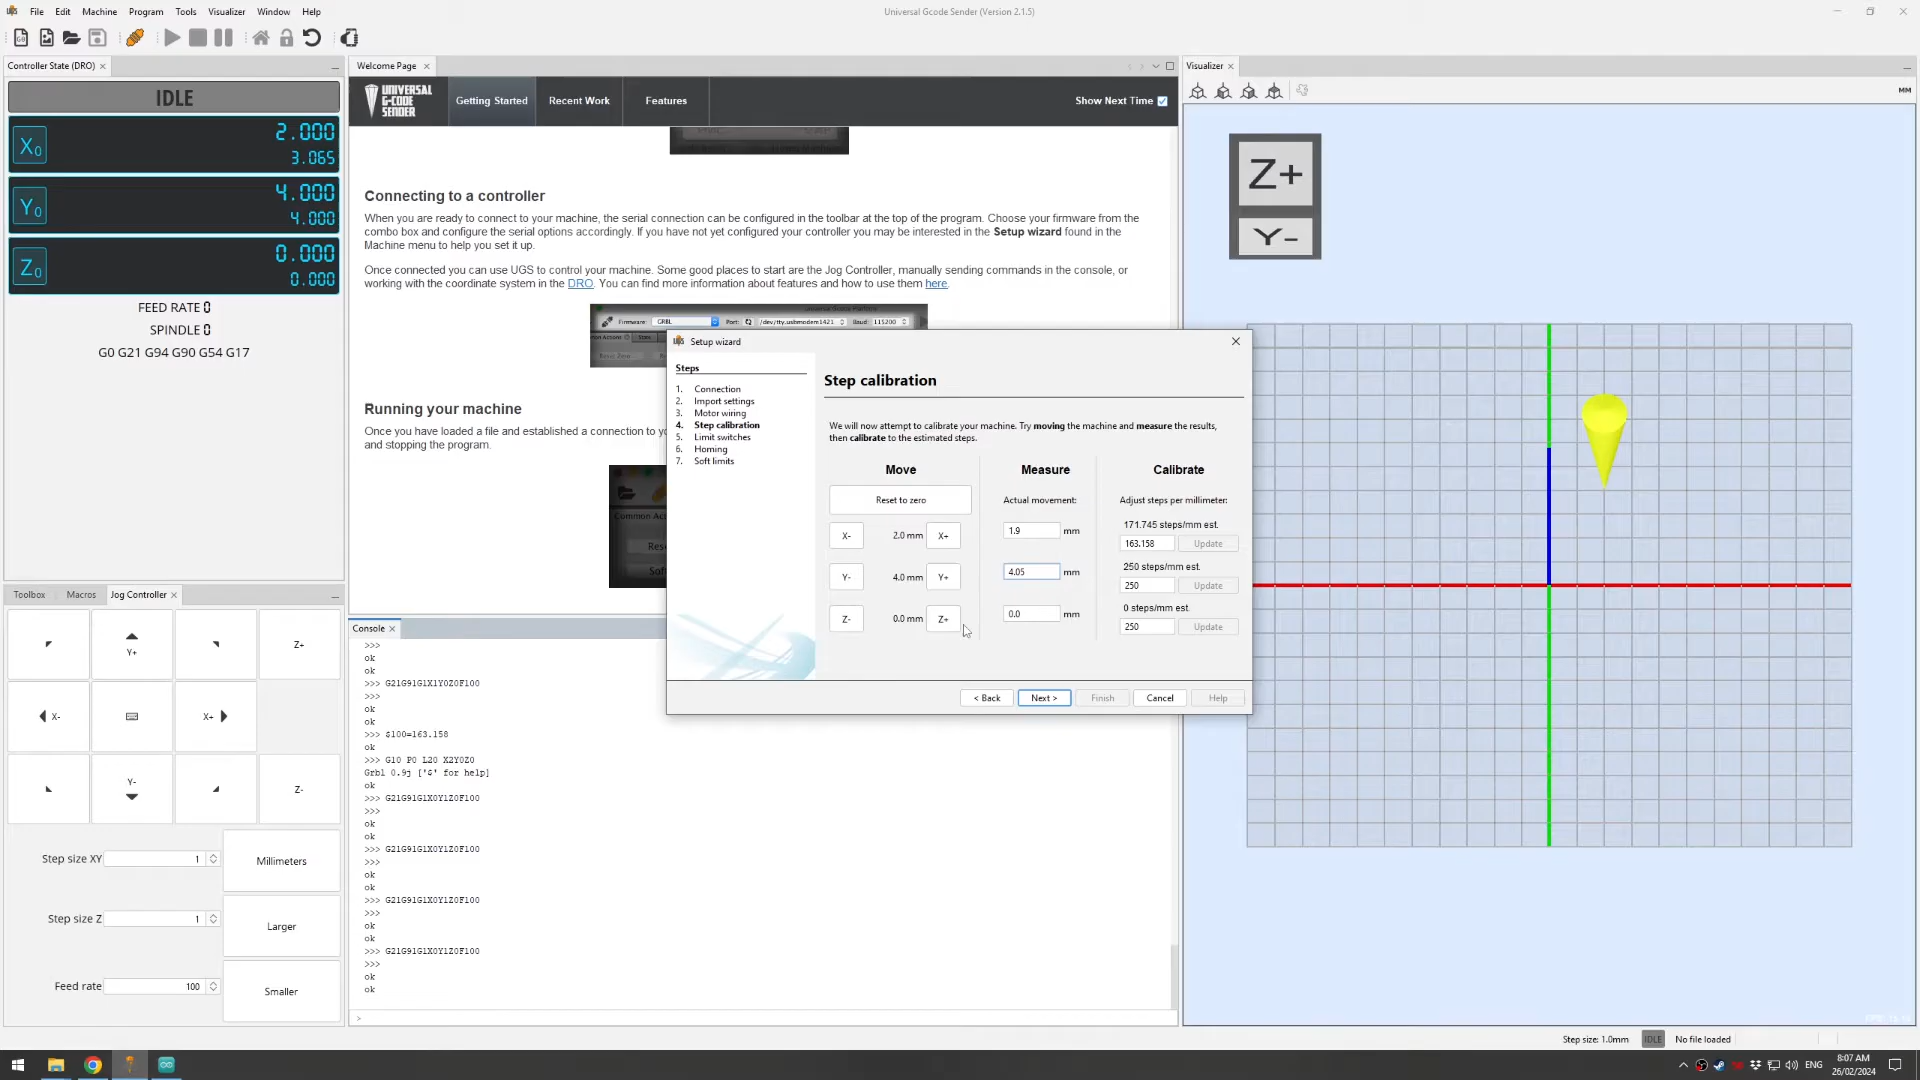 File Edit Machine Program Tools Visualizer Window Help
Universal Gcode Sender (Version 2.1.5)
Controller State (DRO)
IDLE
X0 2.000
3.065
Y0 4.000
4.000
Z0 0.000
0.000
FEED RATE 0
SPINDLE 0
G0 G21 G94 G90 G54 G17
Toolbox Macros Jog Controller
Y+
Z+
X-
X+
Y-
Z-
Step size XY 1
Millimeters
Step size Z 1
Larger
Feed rate 100
Smaller
Welcome Page
UNIVERSAL
G-CODE
SENDER
Getting Started Recent Work Features
Show Next Time
Connecting to a controller
When you are ready to connect to your machine, the serial connection can be configured in the toolbar at the top of the program. Choose your firmware from the
combo box and configure the serial options accordingly. If you have not yet configured your controller you may be interested in the Setup wizard found in the
Machine menu to help you set it up.
Once connected you can use UGS to control your machine. Some good places to start are the Jog Controller, manually sending commands in the console, or
working with the coordinate system in the DRO. You can find more information about features and how to use them here.
Firmware: GRBL Port: /dev/tty.usbmodem1421 Baud: 115200
Running your machine
Once you have loaded a file and established a connection to yo
and stopping the program.
Console
>>>
ok
ok
>>> G21G91G1X1Y0Z0F100
>>>
ok
ok
>>> $100=163.158
ok
>>> G10 P0 L20 X2Y0Z0
Grbl 0.9j ['$' for help]
ok
>>> G21G91G1X0Y1Z0F100
>>>
ok
ok
>>> G21G91G1X0Y1Z0F100
>>>
ok
ok
>>> G21G91G1X0Y1Z0F100
>>>
ok
ok
>>> G21G91G1X0Y1Z0F100
>>>
ok
ok
>
Setup wizard
Steps
1. Connection
2. Import settings
3. Motor wiring
4. Step calibration
5. Limit switches
6. Homing
7. Soft limits
Step calibration
We will now attempt to calibrate your machine. Try moving the machine and measure the results,
then calibrate to the estimated steps.
Move Measure Calibrate
Reset to zero Actual movement: Adjust steps per millimeter:
171.745 steps/mm est.
X- 2.0 mm X+ 1.9 mm 163.158 Update
250 steps/mm est.
Y- 4.0 mm Y+ 4.05 mm 250 Update
0 steps/mm est.
Z- 0.0 mm Z+ 0.0 mm 250 Update
< Back Next > Finish Cancel Help
Visualizer
MM
Z+
Y-
Step size: 1.0mm IDLE No file loaded
ENG
8:07 AM
26/02/2024